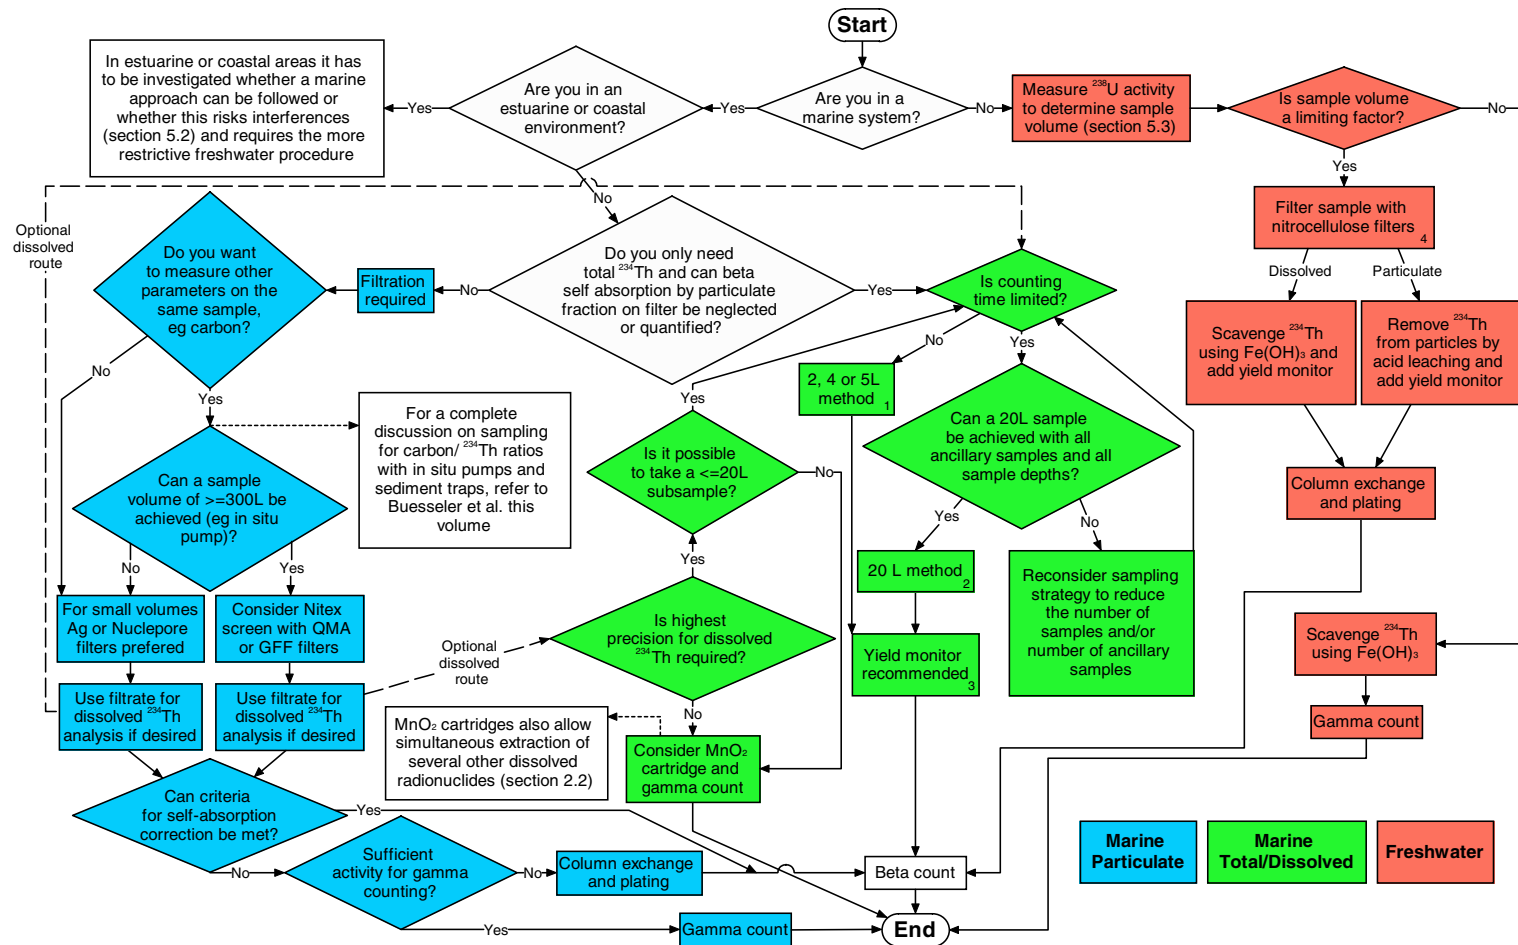 Start
In estuarine or coastal areas it has
to be investigated whether a marine
approach can be followed or
whether this risks interferences
(section 5.2) and requires the more
restrictive freshwater procedure
Yes
Are you in an
estuarine or coastal
environment?
Yes
Are you in a
marine system?
No
Measure ²³⁸U activity
to determine sample
volume (section 5.3)
Is sample volume
a limiting factor?
No
Yes
No
Optional
dissolved
route
Filter sample with
nitrocellulose filters
4
Dissolved
Particulate
Do you want
to measure other
parameters on the
same sample,
eg carbon?
Filtration
required
No
Do you only need
total ²³⁴Th and can beta
self absorption by particulate
fraction on filter be neglected
or quantified?
Yes
Is counting
time limited?
Scavenge ²³⁴Th
using Fe(OH)₃ and
add yield monitor
Remove ²³⁴Th
from particles by
acid leaching and
add yield monitor
No
Yes
No
Yes
2, 4 or 5L
method
1
Yes
For a complete
discussion on sampling
for carbon/ ²³⁴Th ratios
with in situ pumps and
sediment traps, refer to
Buesseler et al. this
volume
Is it possible
to take a <=20L
subsample?
No
Can a 20L sample
be achieved with all
ancillary samples and all
sample depths?
Column exchange
and plating
Can a sample
volume of >=300L be
achieved (eg in situ
pump)?
Yes
No
No
Yes
Yes
20 L method
2
Reconsider sampling
strategy to reduce
the number of
samples and/or
number of ancillary
samples
For small volumes
Ag or Nuclepore
filters prefered
Consider Nitex
screen with QMA
or GFF filters
Is highest
precision for dissolved
²³⁴Th required?
Optional
dissolved
route
Yield monitor
recommended
3
Scavenge ²³⁴Th
using Fe(OH)₃
Use filtrate for
dissolved ²³⁴Th
analysis if desired
Use filtrate for
dissolved ²³⁴Th
analysis if desired
No
Gamma count
MnO₂ cartridges also allow
simultaneous extraction of
several other dissolved
radionuclides (section 2.2)
Consider MnO₂
cartridge and
gamma count
Can criteria
for self-absorption
correction be met?
Yes
No
Sufficient
activity for gamma
counting?
No
Column exchange
and plating
Beta count
Marine
Particulate
Marine
Total/Dissolved
Freshwater
Yes
Gamma count
End